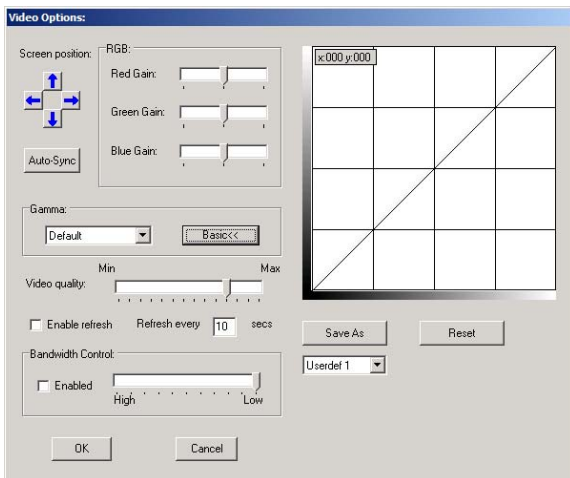 Video Options:
Screen position:
Auto-Sync
RGB:
Red Gain:
Green Gain:
Blue Gain:
x:000 y:000
Gamma:
Default
Basic<<
Min
Max
Video quality:
Enable refresh
Refresh every
10
secs
Bandwidth Control:
Enabled
High
Low
Save As
Reset
Userdef 1
OK
Cancel